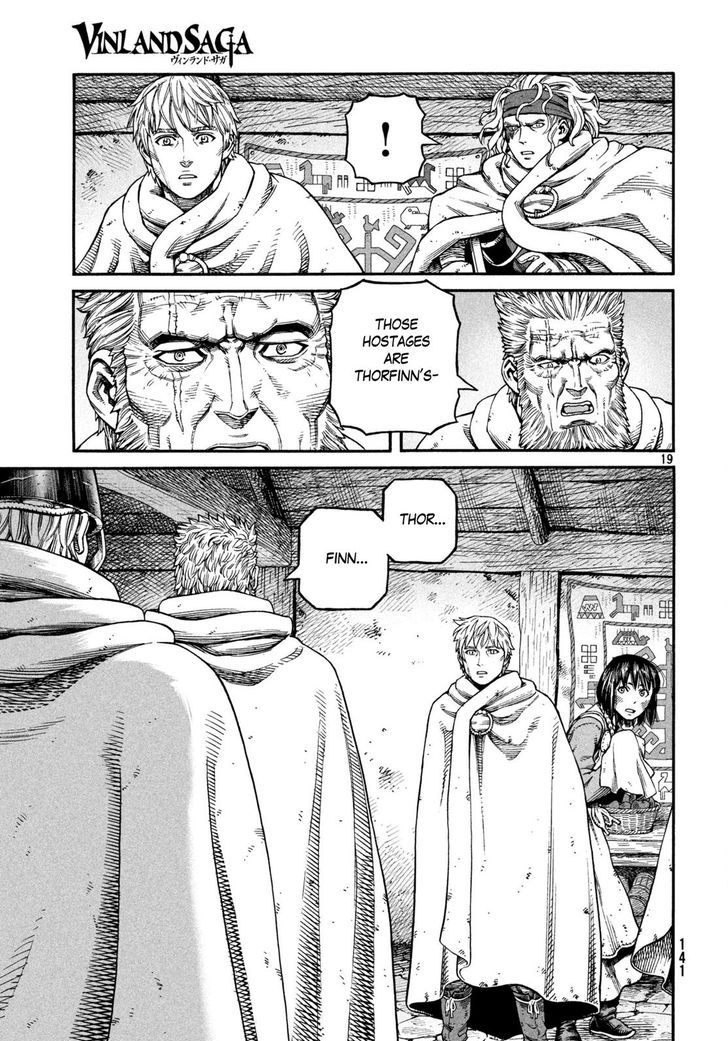 VINLAND SAGA
ヴィンランド・サガ
!
THOSE
HOSTAGES
ARE
THORFINN'S-
19
THOR...
FINN...
141